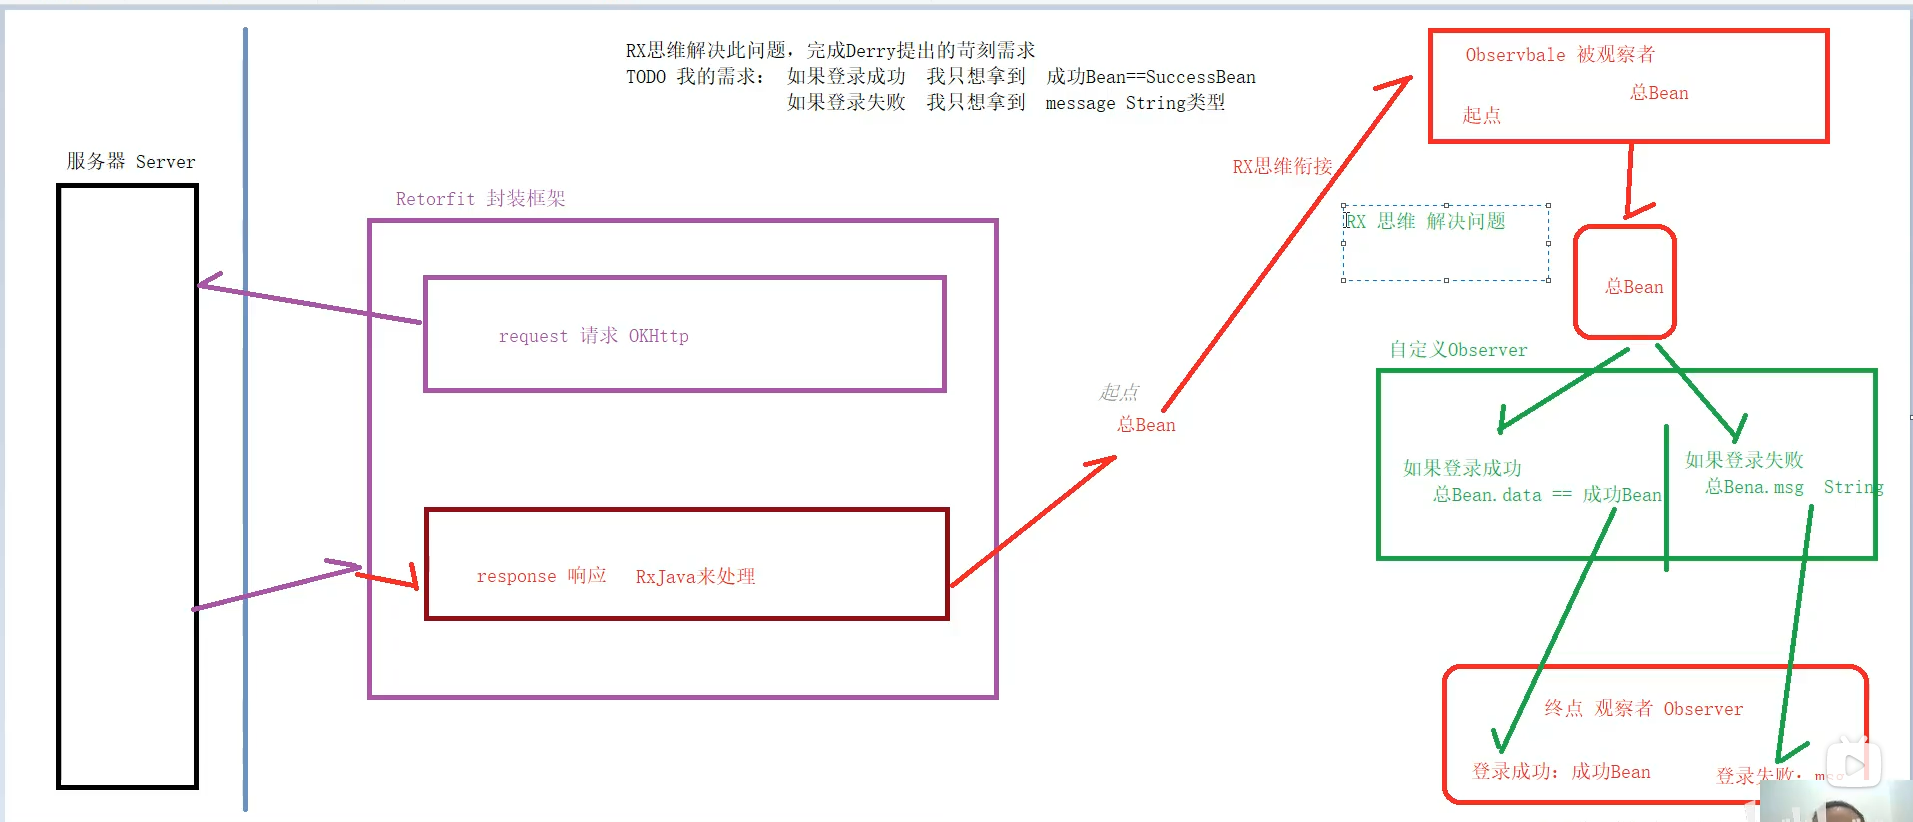 RX思维解决此问题，完成Derry提出的苛刻需求
TODO 我的需求： 如果登录成功 我只想拿到 成功Bean==SuccessBean
如果登录失败 我只想拿到 message String类型
服务器 Server
Retorfit 封装框架
request 请求 OKHttp
response 响应 RxJava来处理
起点
总Bean
RX思维衔接
Observbale 被观察者
总Bean
起点
RX 思维 解决问题
总Bean
自定义Observer
如果登录成功
总Bean.data == 成功Bean
如果登录失败
总Bena.msg String
终点 观察者 Observer
登录成功：成功Bean
登录失败：msg